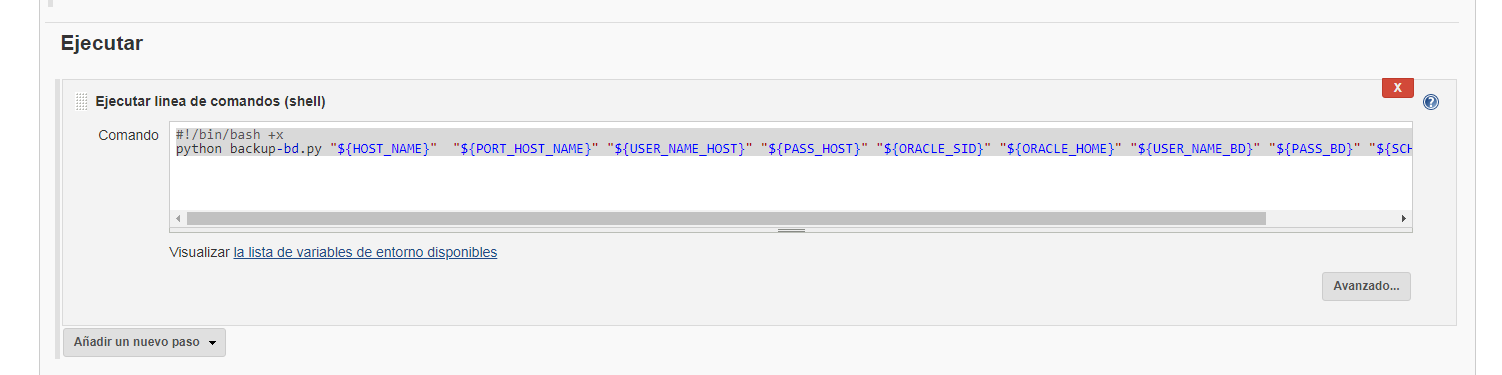 Ejecutar
X
Ejecutar linea de comandos (shell)
Comando
#!/bin/bash +x
python backup-bd.py "${HOST_NAME}"  "${PORT_HOST_NAME}" "${USER_NAME_HOST}" "${PASS_HOST}" "${ORACLE_SID}" "${ORACLE_HOME}" "${USER_NAME_BD}" "${PASS_BD}" "${SCH
Visualizar la lista de variables de entorno disponibles
Avanzado...
Añadir un nuevo paso